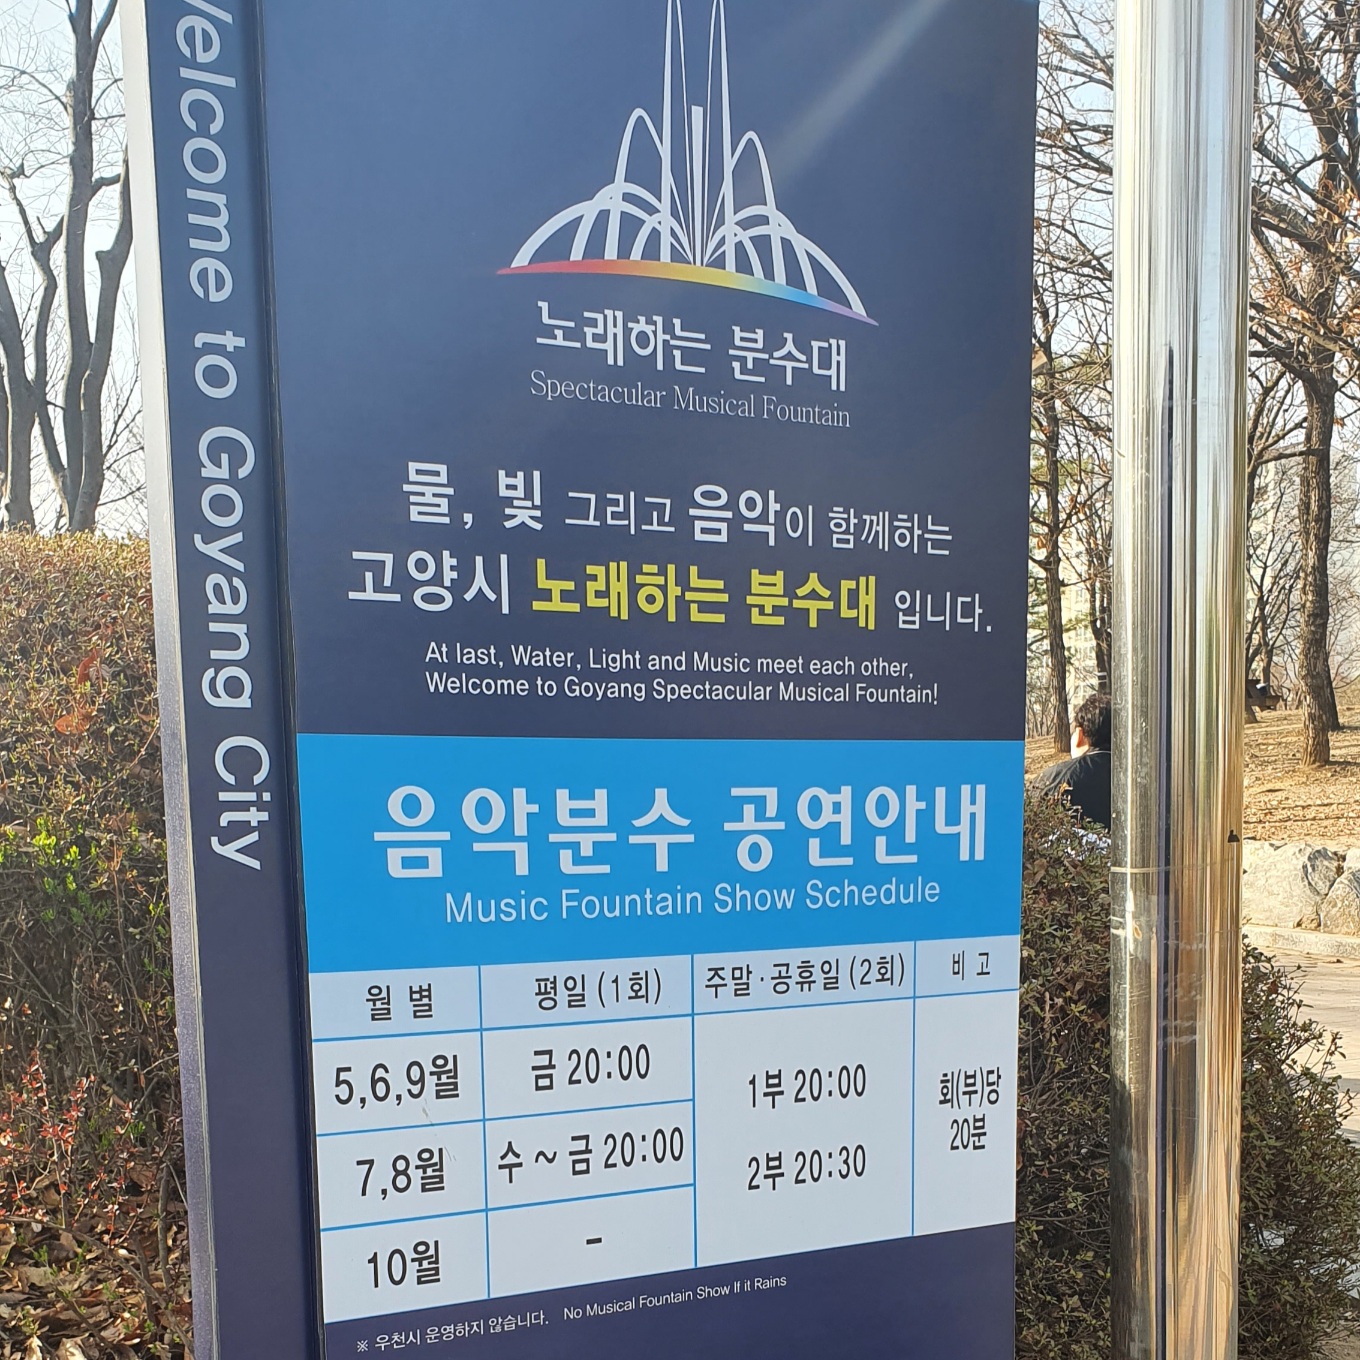 Welcome to Goyang City
노래하는 분수대
Spectacular Musical Fountain
물, 빛 그리고 음악이 함께하는
고양시 노래하는 분수대 입니다.
At last, Water, Light and Music meet each other,
Welcome to Goyang Spectacular Musical Fountain!
음악분수 공연안내
Music Fountain Show Schedule
월 별 평일 (1회) 주말·공휴일 (2회) 비 고
5,6,9월 금 20:00
7,8월 수 ~ 금 20:00
10월 -
1부 20:00
2부 20:30
회(부)당
20분
※ 우천시 운영하지 않습니다. No Musical Fountain Show If it Rains